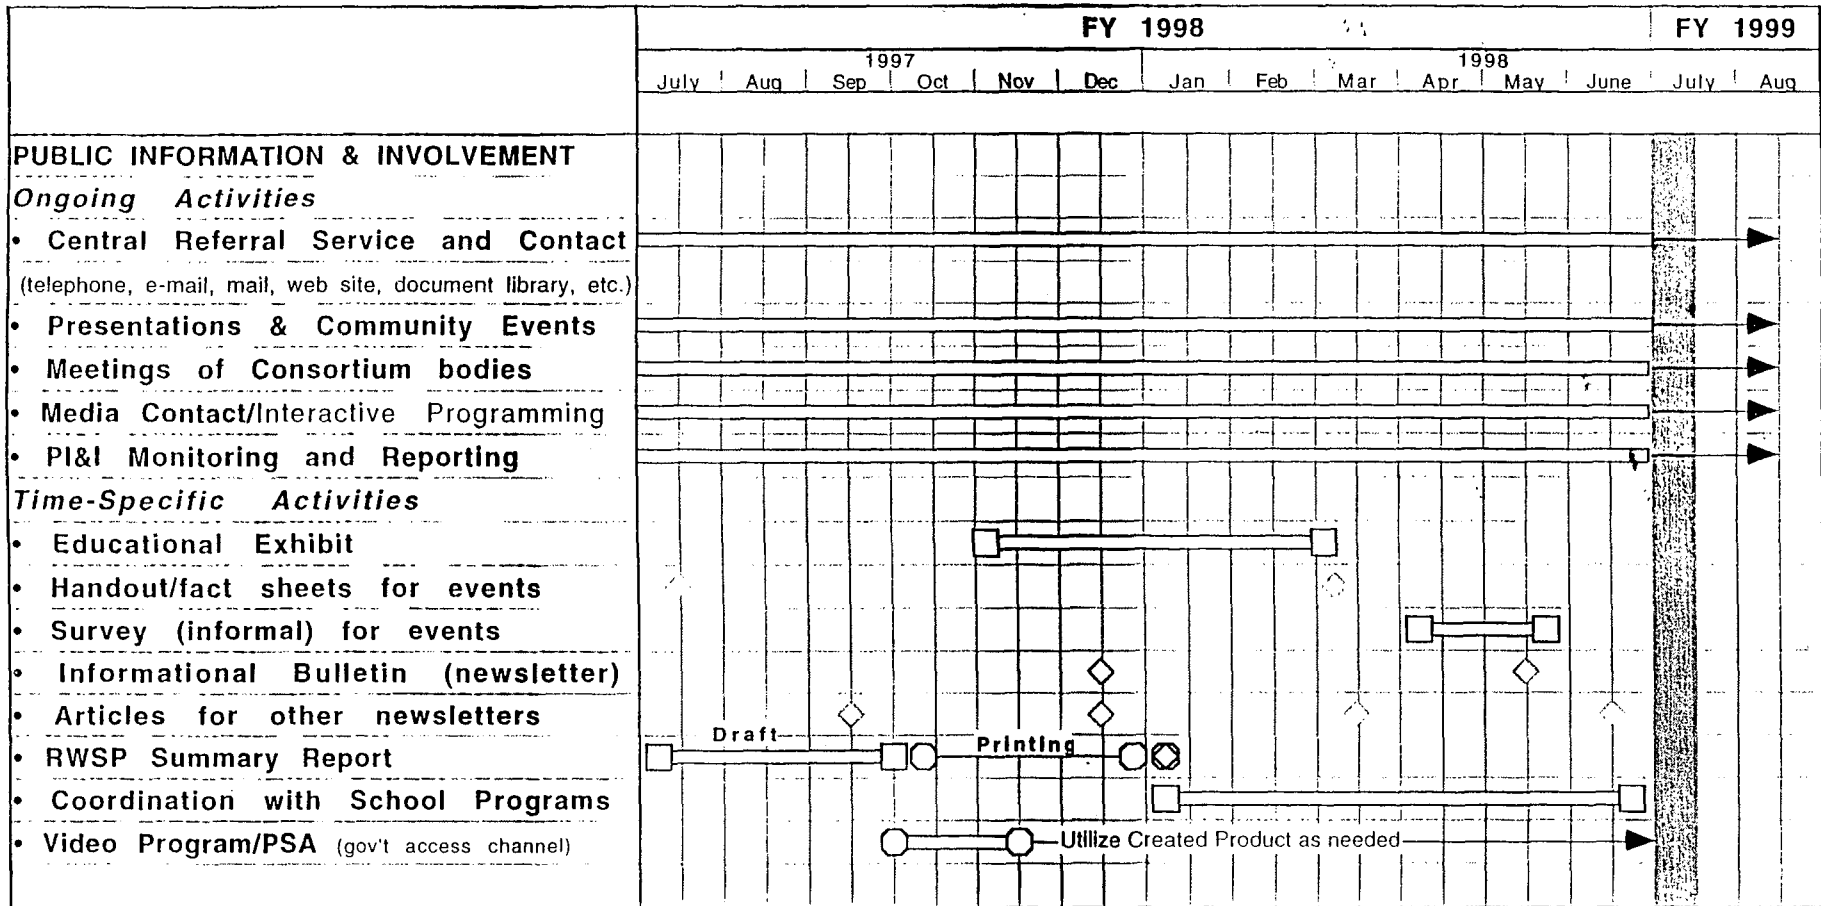 FY 1998 FY 1999
1997 1998
July Aug Sep Oct Nov Dec Jan Feb Mar Apr May June July Aug
PUBLIC INFORMATION & INVOLVEMENT
Ongoing Activities
• Central Referral Service and Contact
(telephone, e-mail, mail, web site, document library, etc.)
• Presentations & Community Events
• Meetings of Consortium bodies
• Media Contact/Interactive Programming
• PI&I Monitoring and Reporting
Time-Specific Activities
• Educational Exhibit
• Handout/fact sheets for events
• Survey (informal) for events
• Informational Bulletin (newsletter)
• Articles for other newsletters
Draft Printing
• RWSP Summary Report
• Coordination with School Programs
• Video Program/PSA (gov't access channel) Utilize Created Product as needed